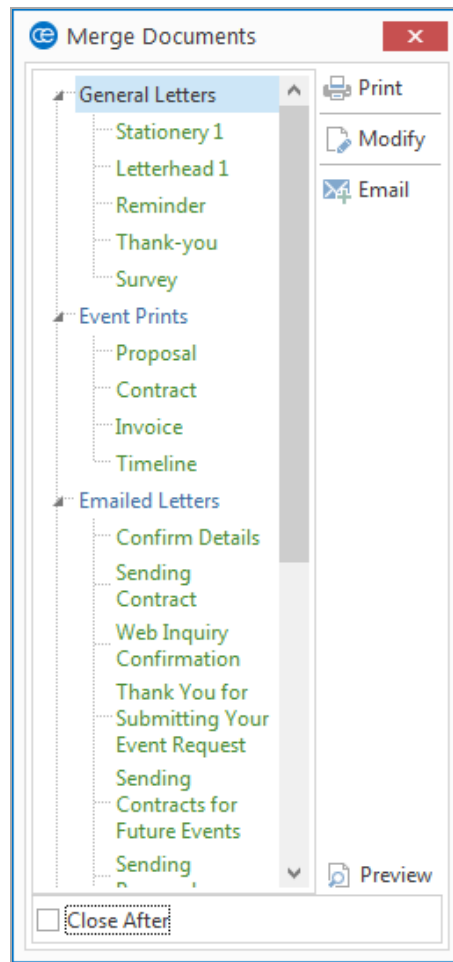 Merge Documents
General Letters
Print
Stationery 1
Modify
Letterhead 1
Email
Reminder
Thank-you
Survey
Event Prints
Proposal
Contract
Invoice
Timeline
Emailed Letters
Confirm Details
Sending
Contract
Web Inquiry
Confirmation
Thank You for
Submitting Your
Event Request
Sending
Contracts for
Future Events
Sending
Preview
Close After